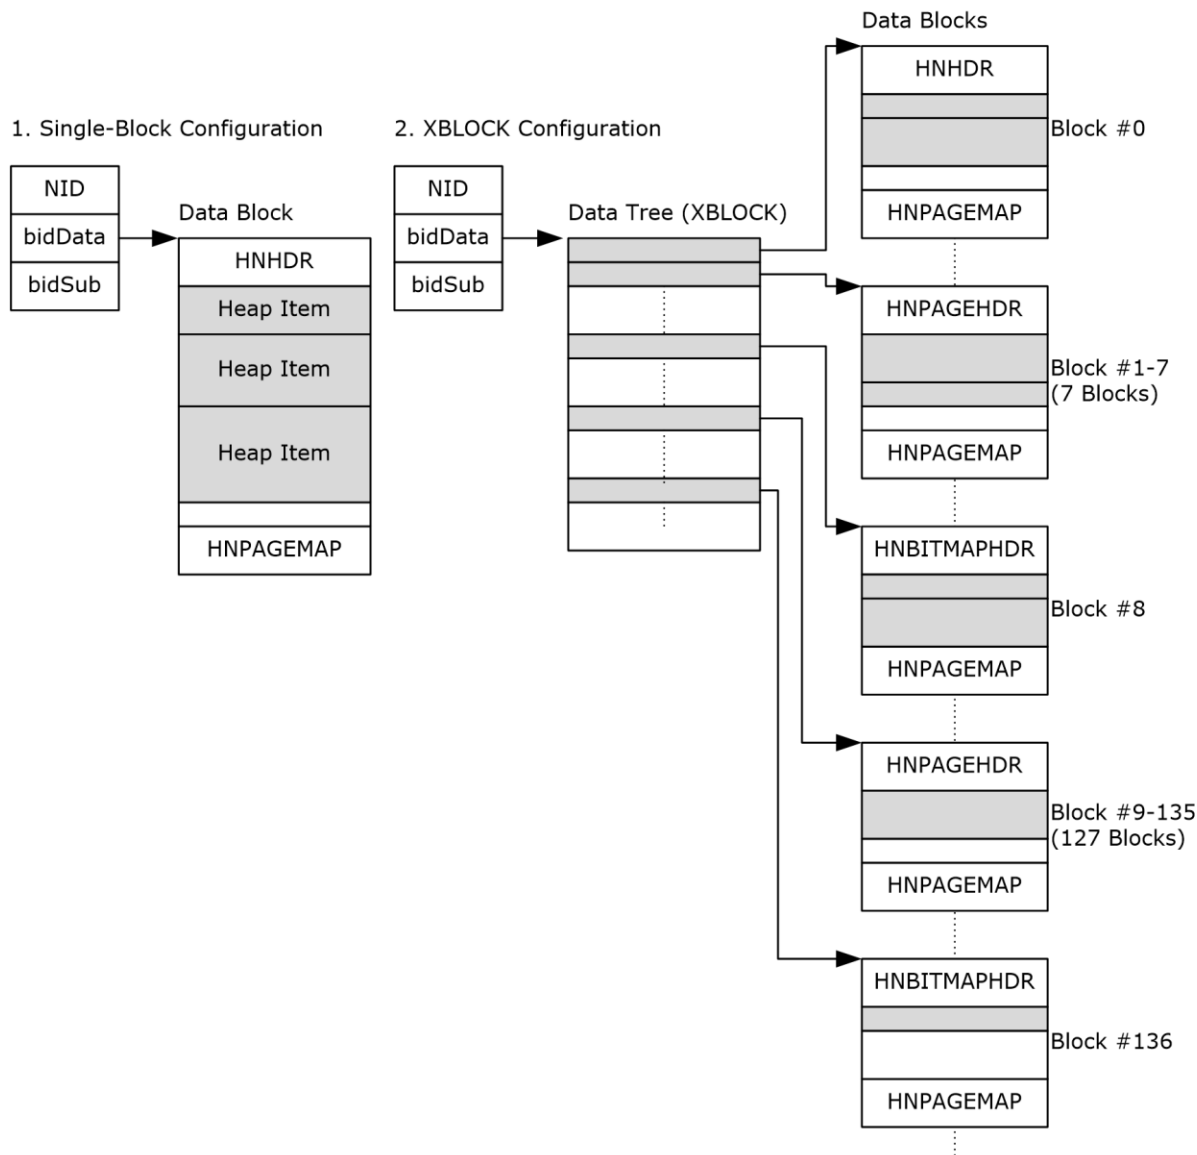 1. Single-Block Configuration
NID
bidData
bidSub
Data Block
HNHDR
Heap Item
Heap Item
Heap Item
HNPAGEMAP
2. XBLOCK Configuration
NID
bidData
bidSub
Data Tree (XBLOCK)
Data Blocks
HNHDR
HNPAGEMAP
Block #0
HNPAGEHDR
HNPAGEMAP
Block #1-7
(7 Blocks)
HNBITMAPHDR
HNPAGEMAP
Block #8
HNPAGEHDR
HNPAGEMAP
Block #9-135
(127 Blocks)
HNBITMAPHDR
HNPAGEMAP
Block #136